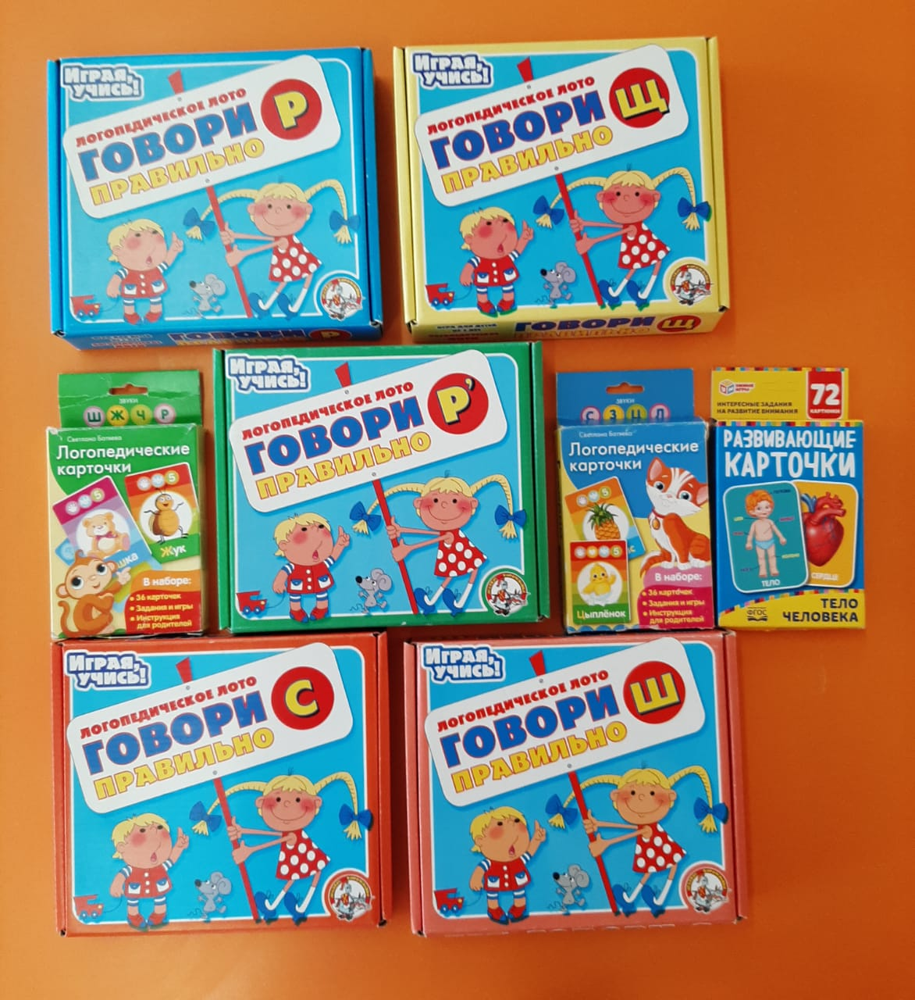 Играя,
учись!
ЛОГОПЕДИЧЕСКОЕ ЛОТО
ГОВОРИ Р
ПРАВИЛЬНО
ГОВОРИ Р
Играя,
учись!
ЛОГОПЕДИЧЕСКОЕ ЛОТО
ГОВОРИ Щ
ПРАВИЛЬНО
ГОВОРИ Щ
ПРАВИЛЬНО
ЗВУКИ
Ш Ж Ч Р
Светлана Батяева
Логопедические
карточки
5
5
Жук
шка
В наборе:
• 36 карточек
• Задания и игры
• Инструкция
для родителей
Играя,
учись!
ЛОГОПЕДИЧЕСКОЕ ЛОТО
ГОВОРИ Р'
ПРАВИЛЬНО
ЗВУКИ
С З Ц Л
Светлана Батяева
Логопедические
карточки
5
5
Цыплёнок
В наборе:
• 36 карточек
• Задания и игры
• Инструкция
для родителей
УМНЫЕ
ИГРЫ
ИНТЕРЕСНЫЕ ЗАДАНИЯ
НА РАЗВИТИЕ ВНИМАНИЯ
72
КАРТИНКИ
РАЗВИВАЮЩИЕ
КАРТОЧКИ
ТЕЛО
СЕРДЦЕ
ФГОС
ТЕЛО
ЧЕЛОВЕКА
Играя,
учись!
ЛОГОПЕДИЧЕСКОЕ ЛОТО
ГОВОРИ С
ПРАВИЛЬНО
Играя,
учись!
ЛОГОПЕДИЧЕСКОЕ ЛОТО
ГОВОРИ Ш
ПРАВИЛЬНО